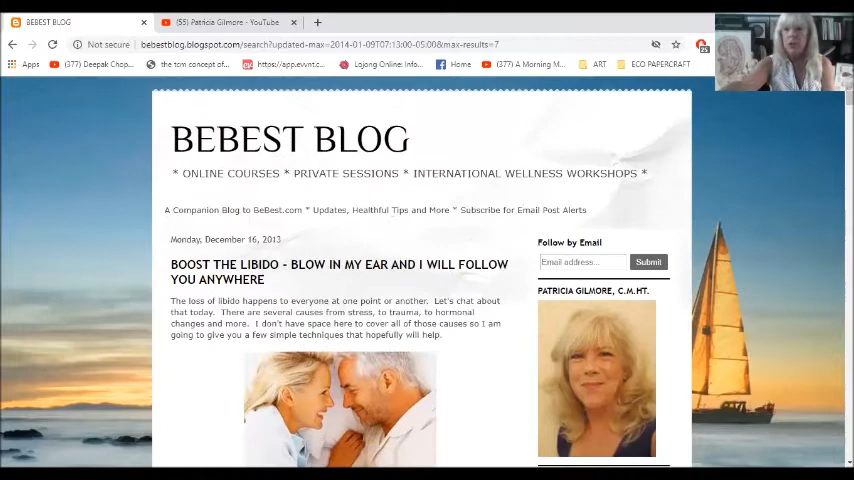 BEBEST BLOG
(55) Patricia Gilmore - YouTube
Not secure
bebestblog.blogspot.com/search?updated-max=2014-01-09T07:13:00-05:00&max-results=7
25
Apps
(377) Deepak Chop...
the tcm concept of...
https://app.evvnt.c...
Lojong Online: Info...
Home
(377) A Morning M...
ART
ECO PAPERCRAFT
BEBEST BLOG
* ONLINE COURSES * PRIVATE SESSIONS * INTERNATIONAL WELLNESS WORKSHOPS *
A Companion Blog to BeBest.com * Updates, Healthful Tips and More * Subscribe for Email Post Alerts
Monday, December 16, 2013
BOOST THE LIBIDO - BLOW IN MY EAR AND I WILL FOLLOW
YOU ANYWHERE
The loss of libido happens to everyone at one point or another. Let's chat about
that today. There are several causes from stress, to trauma, to hormonal
changes and more. I don't have space here to cover all of those causes so I am
going to give you a few simple techniques that hopefully will help.
Follow by Email
Email address...
Submit
PATRICIA GILMORE, C.M.HT.